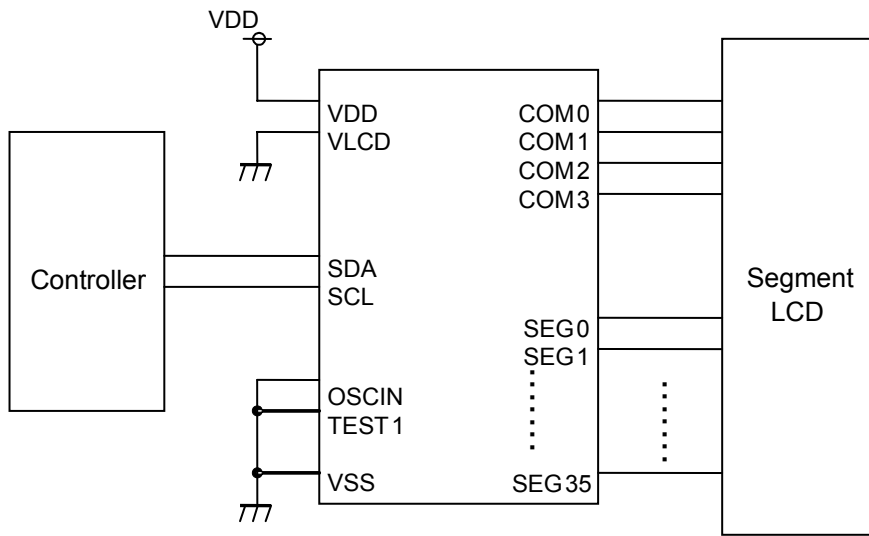 VDD
VDD
VLCD
SDA
SCL
OSCIN
TEST1
VSS
COM0
COM1
COM2
COM3
SEG0
SEG1
SEG35
Controller
Segment
LCD